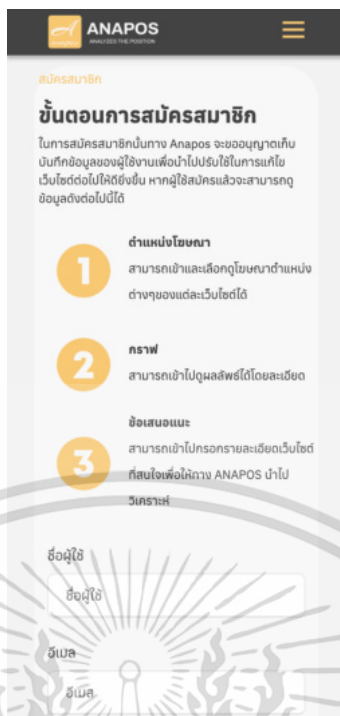 ANAPOS
ANALYZES THE POSITION
สมัครสมาชิก
ขั้นตอนการสมัครสมาชิก
ในการสมัครสมาชิกนั้นทาง Anapos จะขออนุญาตเก็บ
บันทึกข้อมูลของผู้ใช้งานเพื่อนำไปปรับใช้ในการแก้ไข
เว็บไซต์ต่อไปให้ดียิ่งขึ้น หากผู้ใช้สมัครแล้วจะสามารถดู
ข้อมูลดังต่อไปนี้ได้
ตำแหน่งโฆษณา
1
สามารถเข้าและเลือกดูโฆษณาตำแหน่ง
ต่างๆของแต่ละเว็บไซต์ได้
กราฟ
2
สามารถเข้าไปดูผลลัพธ์ได้โดยละเอียด
ข้อเสนอแนะ
สามารถเข้าไปกรอกรายละเอียดเว็บไซต์
3
ที่สนใจเพื่อให้ทาง ANAPOS นำไป
วิเคราะห์
ชื่อผู้ใช้
ชื่อผู้ใช้
อีเมล
อีเมล